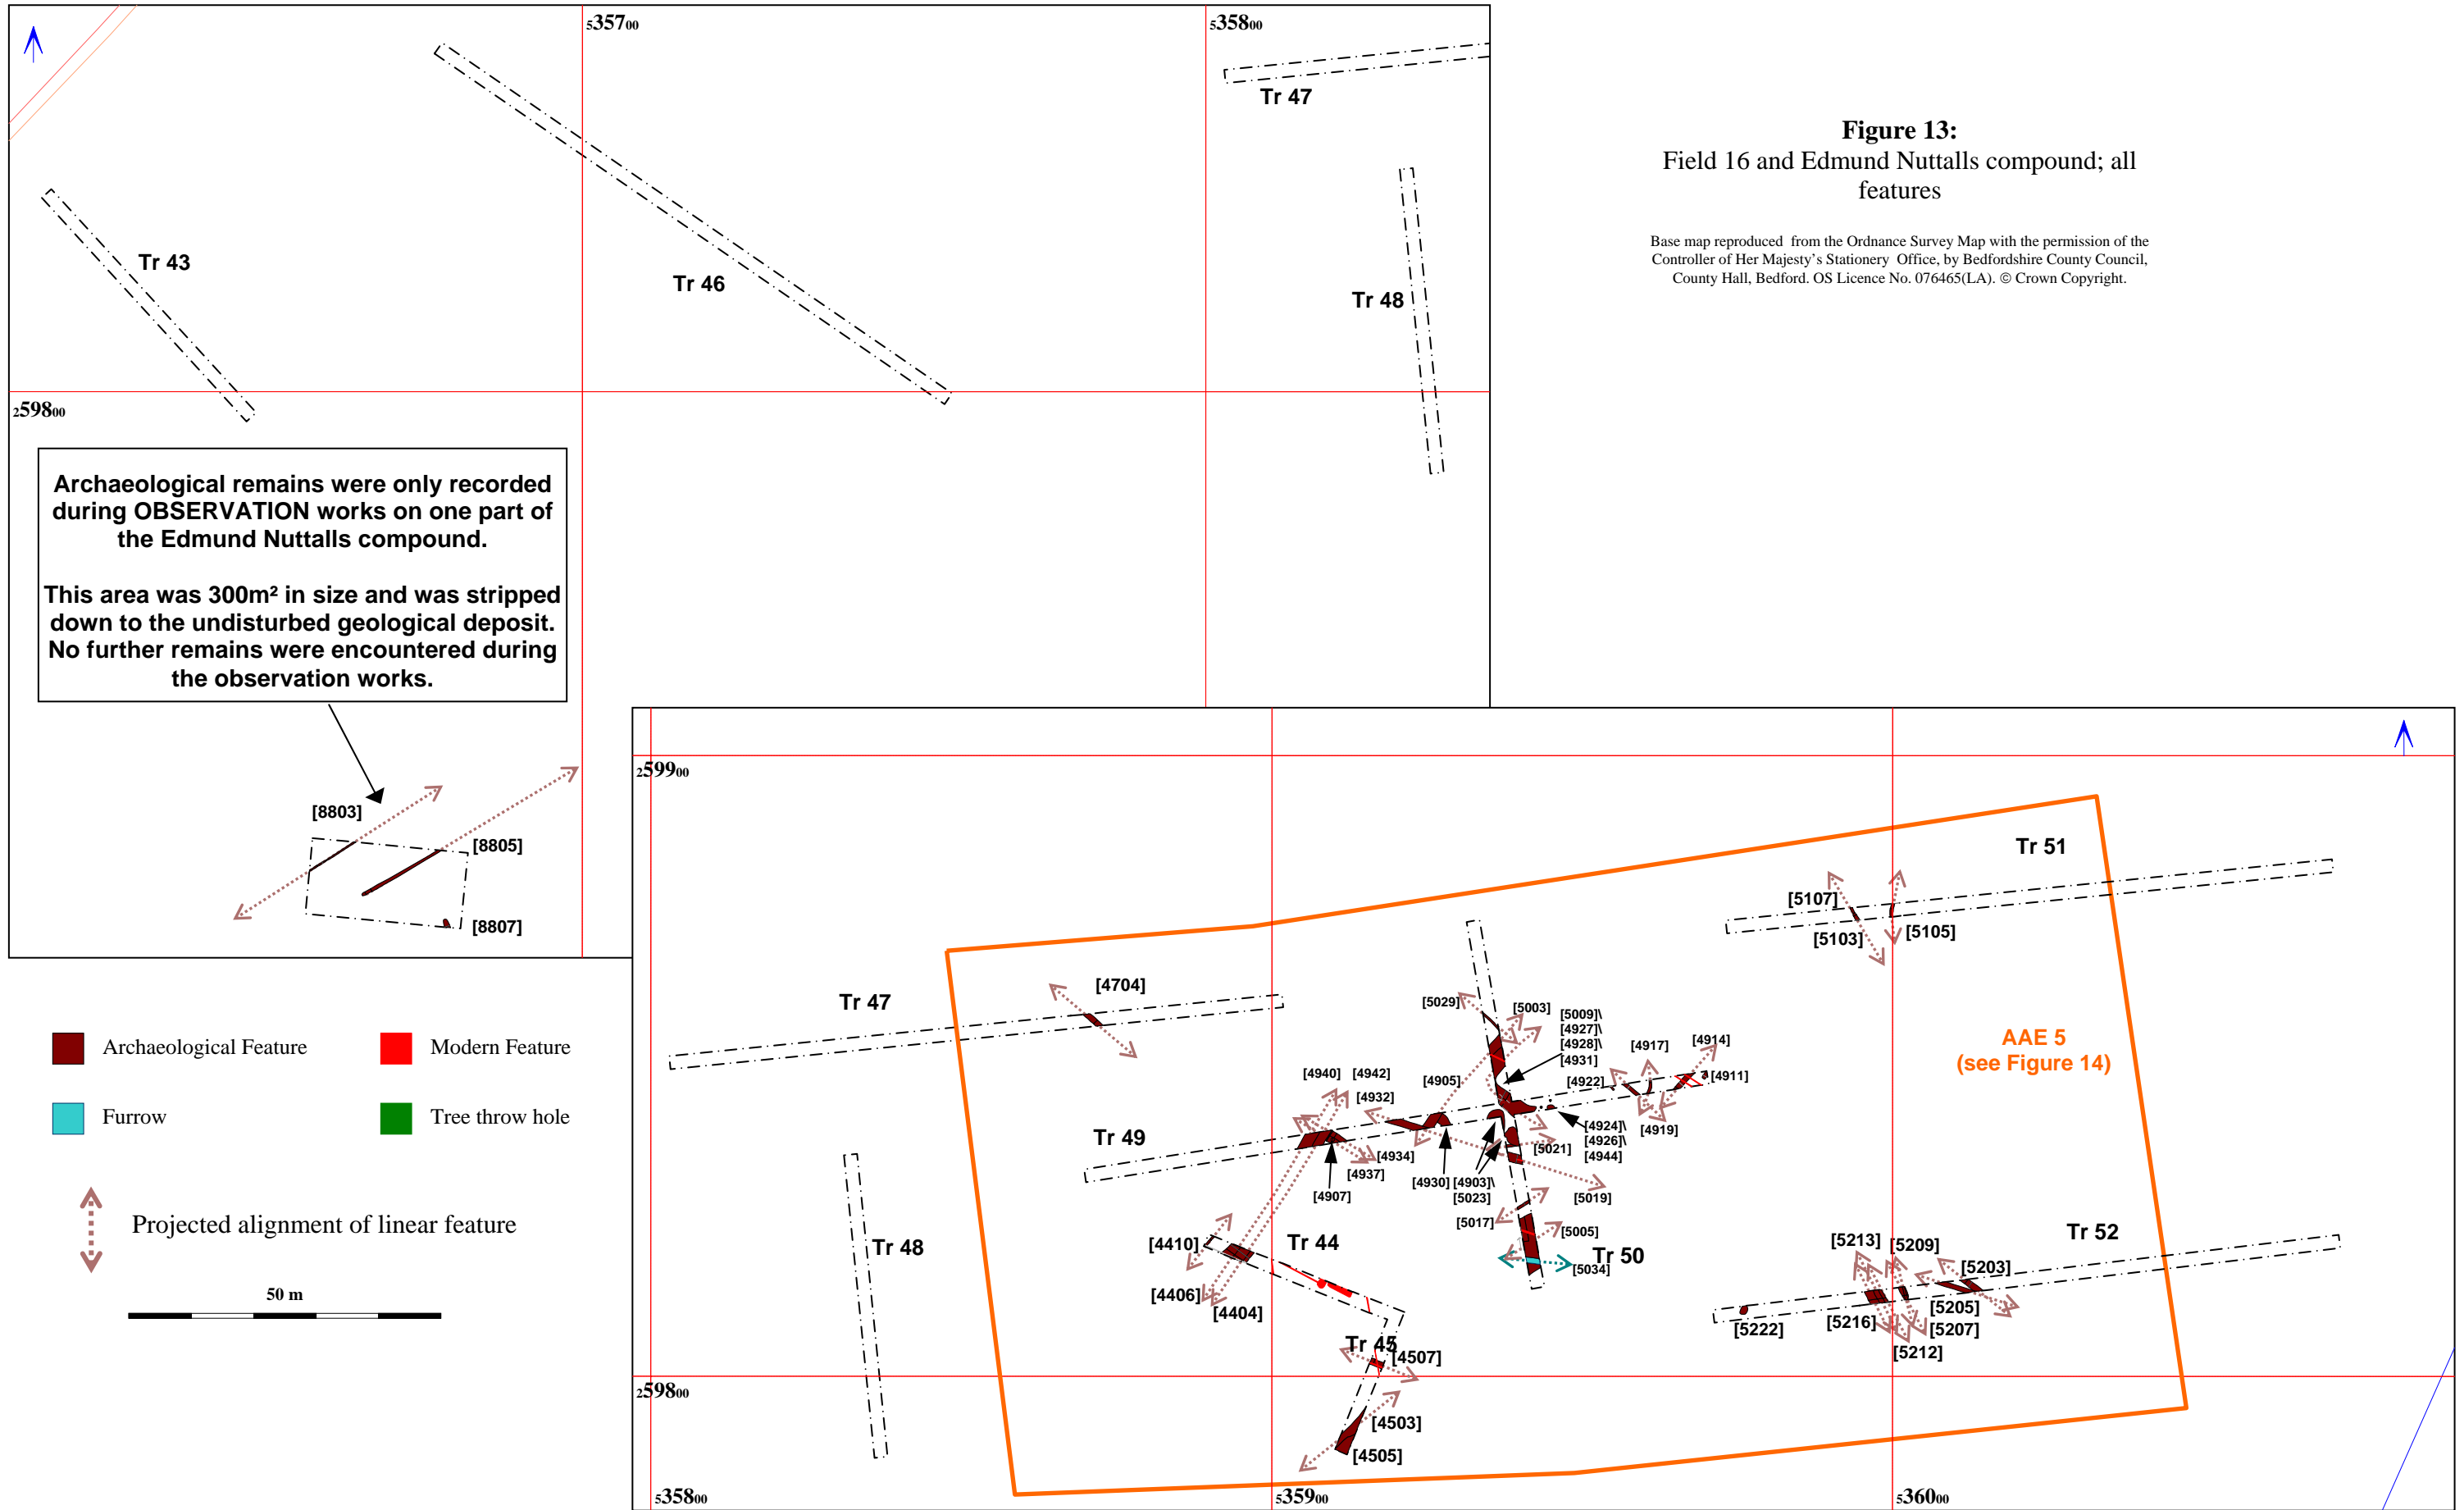 53570​0
53580​0
Tr 47
Figure 13:
Field 16 and Edmund Nuttalls compound; all
features
Base map reproduced from the Ordnance Survey Map with the permission of the
Controller of Her Majesty's Stationery Office, by Bedfordshire County Council,
County Hall, Bedford. OS Licence No. 076465(LA). © Crown Copyright.
Tr 43
Tr 46
Tr 48
259800
Archaeological remains were only recorded
during OBSERVATION works on one part of
the Edmund Nuttalls compound.
This area was 300m² in size and was stripped
down to the undisturbed geological deposit.
No further remains were encountered during
the observation works.
[8803]
[8805]
[8807]
259900
Tr 51
[5107]
[5103]
[5105]
AAE 5
(see Figure 14)
Tr 47
[4704]
[5029]
[5003]
[5009]\
[4927]\
[4928]\
[4931]
[4917]
[4914]
[4911]
[4922]
[4919]
[4940]
[4942]
[4905]
[4932]
[4924]\
[4926]\
[4944]
Tr 49
[4934]
[4937]
[4907]
[4930]
[4903]\
[5023]
[5021]
[5019]
[5017]
[5005]
[5034]
Tr 50
Tr 48
[4410]
Tr 44
[4406]
[4404]
Tr 45
[4507]
[4503]
[4505]
Tr 52
[5213]
[5209]
[5203]
[5205]
[5207]
[5216]
[5212]
[5222]
259800
535800
535900
536000
Archaeological Feature
Modern Feature
Furrow
Tree throw hole
Projected alignment of linear feature
50 m